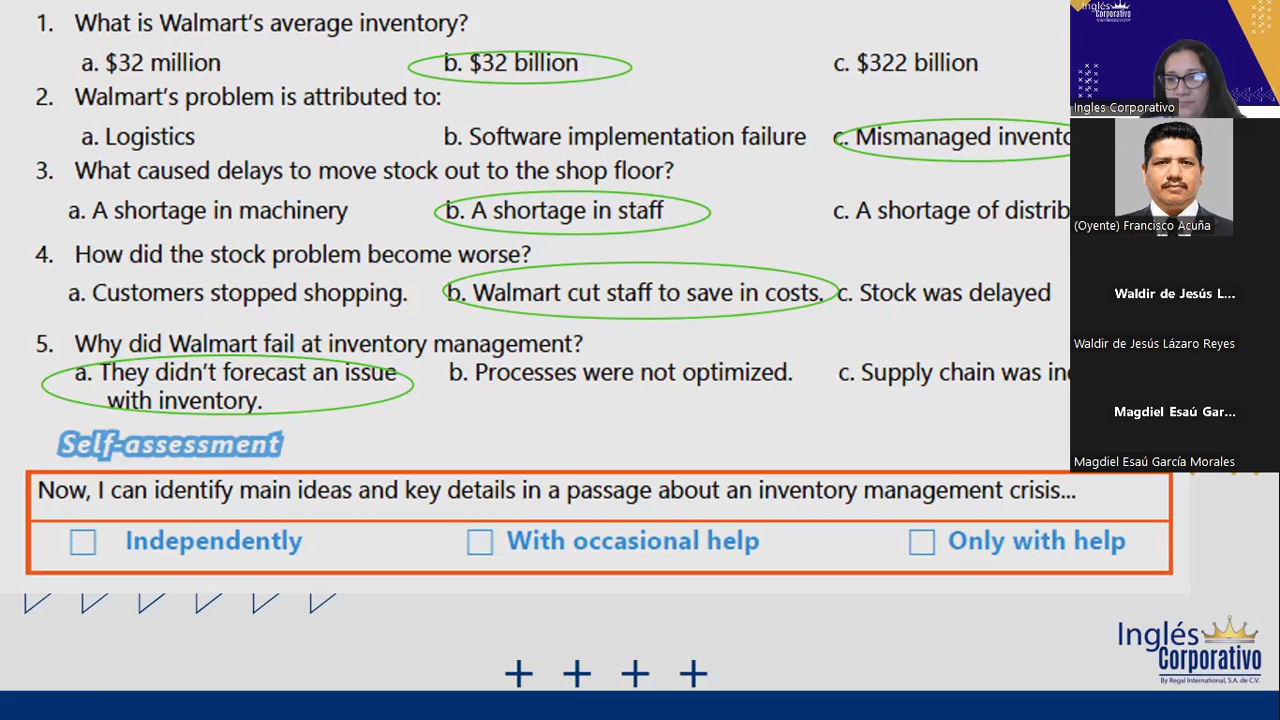 1. What is Walmart's average inventory?
a. $32 million b. $32 billion c. $322 billion
2. Walmart's problem is attributed to:
a. Logistics b. Software implementation failure c. Mismanaged invento
3. What caused delays to move stock out to the shop floor?
a. A shortage in machinery b. A shortage in staff c. A shortage of distrib
4. How did the stock problem become worse?
a. Customers stopped shopping. b. Walmart cut staff to save in costs. c. Stock was delayed
5. Why did Walmart fail at inventory management?
a. They didn't forecast an issue b. Processes were not optimized. c. Supply chain was in
with inventory.
Self-assessment
Now, I can identify main ideas and key details in a passage about an inventory management crisis...
Independently With occasional help Only with help
Inglés
Corporativo
By Regal International, S.A. de C.V.
Inglés
Corporativo
Ingles Corporativo
(Oyente) Francisco Acuña
Waldir de Jesús L...
Waldir de Jesús Lázaro Reyes
Magdiel Esaú Gar...
Magdiel Esaú García Morales